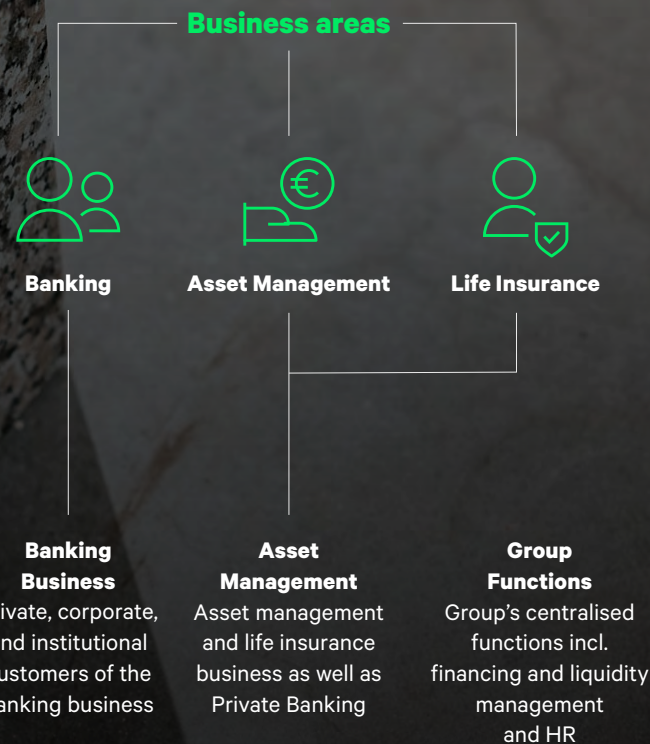 Business areas
Banking
Asset Management
Life Insurance
Banking
Business
ivate, corporate,
nd institutional
ustomers of the
anking business
Asset
Management
Asset management
and life insurance
business as well as
Private Banking
Group
Functions
Group's centralised
functions incl.
financing and liquidity
management
and HR